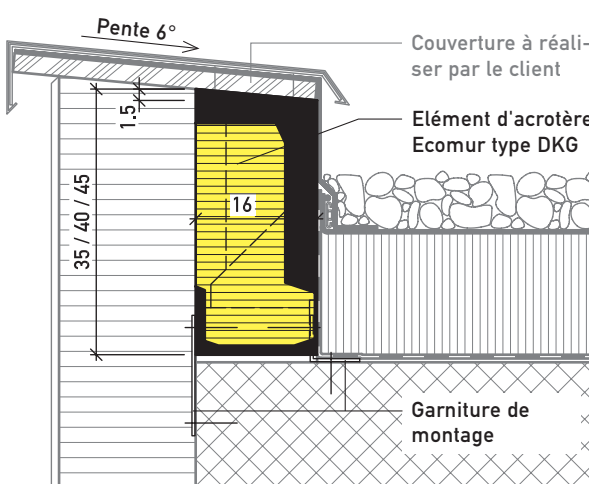 Pente 6°
Couverture à réali-
ser par le client
1.5
Elément d'acrotère
Ecomur type DKG
35 / 40 / 45
16
Garniture de
montage